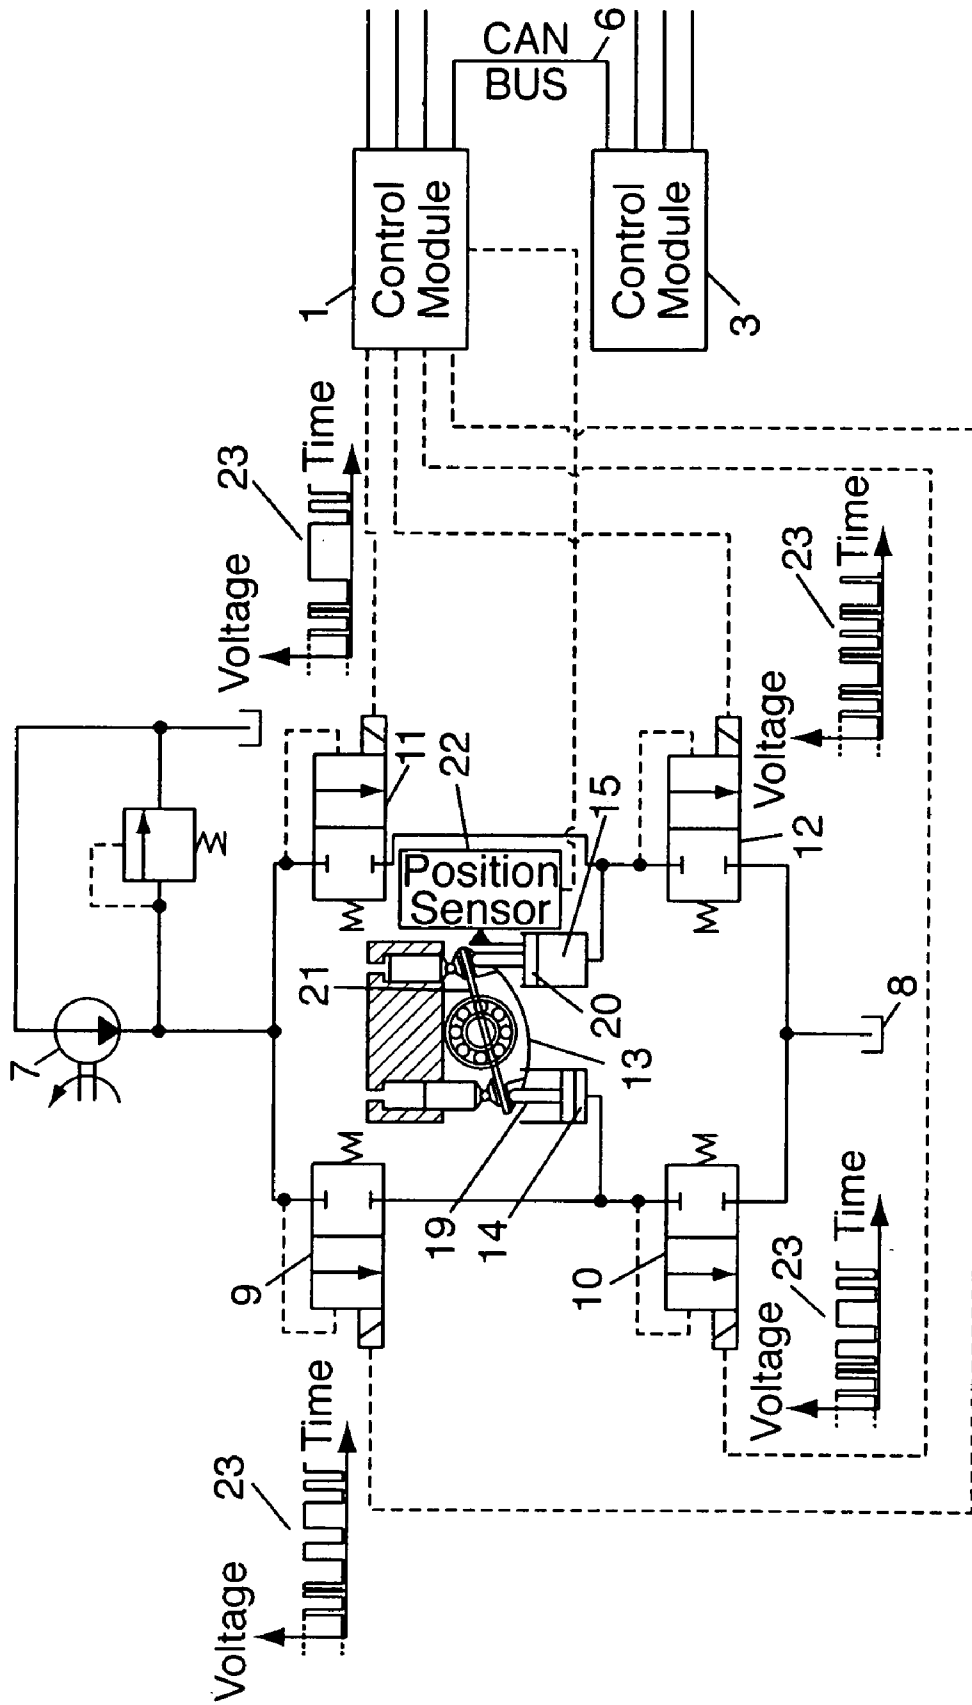 7
Voltage
23
Time
1
Control
Module
CAN
BUS
6
Control
Module
3
9
11
22
Position
Sensor
21
15
20
13
19
14
Voltage
23
Time
10
12
8
Voltage
23
Time
Voltage
23
Time